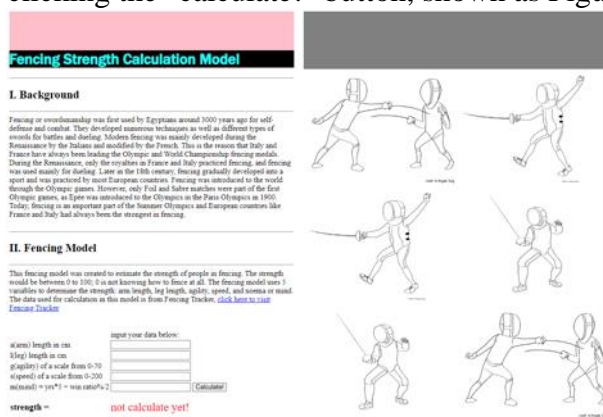 clicking the "calculate!" button, shown as Figu
Fencing Strength Calculation Model
I. Background
Fencing or swordsmanship was first used by Egyptians around 3000 years ago for self-
defense and combat. They developed numerous techniques as well as different types of
swords for battles and dueling. Modern fencing was mainly developed during the
Renaissance by the Italians and modified by the French. This is the reason that Italy and
France have always been leading the Olympic and World Championship fencing medals.
During the Renaissance, only the royalties in France and Italy practiced fencing, and fencing
was used mainly for dueling. Later in the 18th century, fencing gradually developed into a
sport and was practiced by most European countries. Fencing was introduced to the world
through the Olympic games. However, only Foil and Sabre matches were part of the first
Olympic games, as Epee was introduced to the Olympics in the Paris Olympics in 1900.
Today, fencing is an important part of the Summer Olympics and European countries like
France and Italy had always been the strongest in fencing.
II. Fencing Model
This fencing model was created to estimate the strength of people in fencing. The strength
would be between 0 to 100; 0 is not knowing how to fence at all. The fencing model uses 5
variables to determine the strength: arm length, leg length, agility, speed, and noema or mind.
The data used for calculation in this model is from Fencing Tracker, click here to visit
Fencing Tracker
input your data below:
a(arm) length in cm
l(leg) length in cm
g(agility) of a scale from 0-70
s(speed) of a scale from 0-200
m(mind) = yrs*5 + won ratio%/2 Calculate!
strength = not calculate yet!